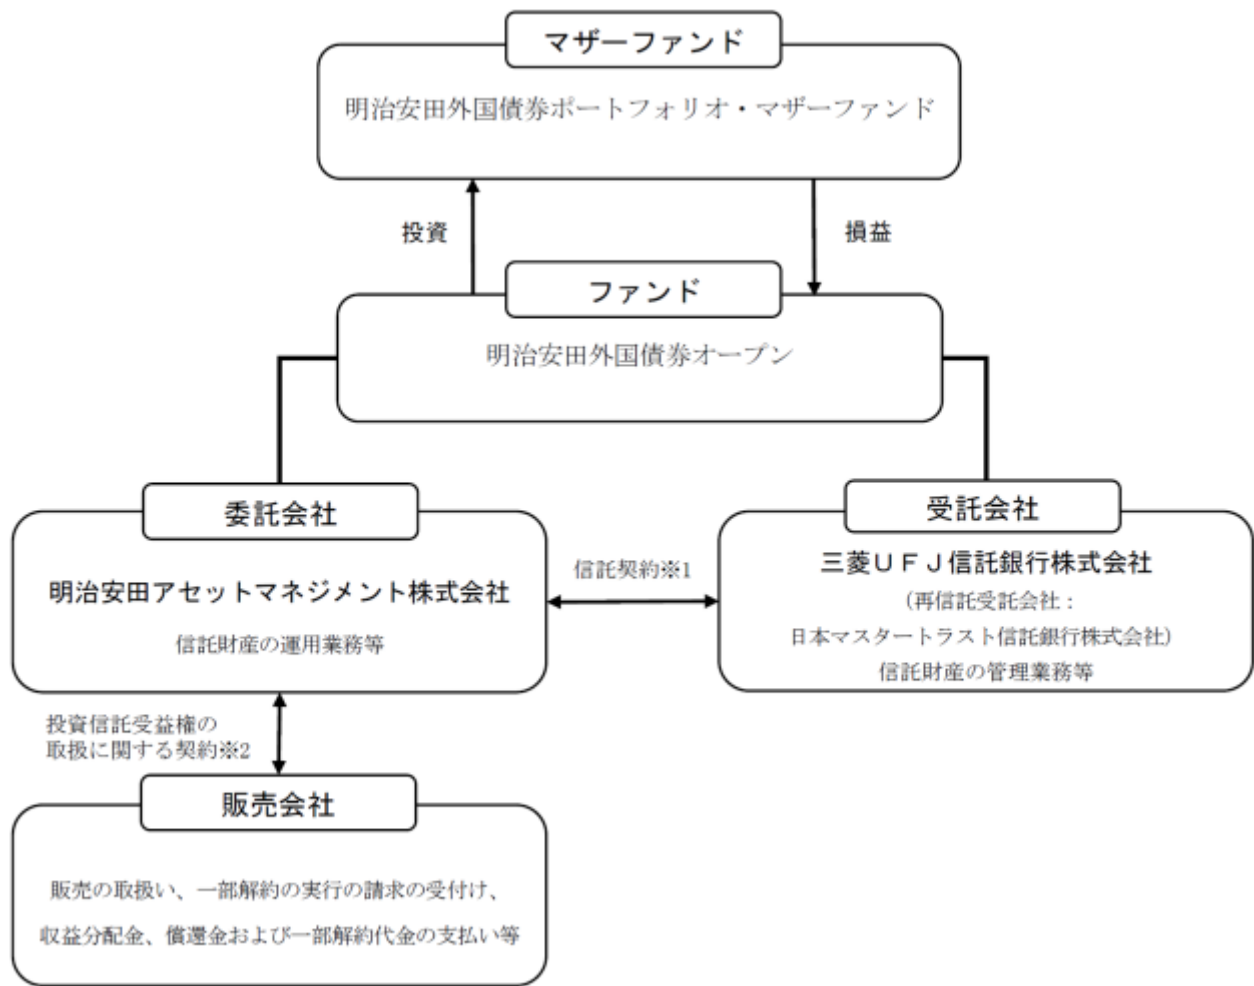 マザーファンド
明治安田外国債券ポートフォリオ・マザーファンド
投資
損益
ファンド
明治安田外国債券オープン
委託会社
明治安田アセットマネジメント株式会社
信託財産の運用業務等
信託契約※1
受託会社
三菱ＵＦＪ信託銀行株式会社
（再信託受託会社：
日本マスタートラスト信託銀行株式会社）
信託財産の管理業務等
投資信託受益権の
取扱に関する契約※2
販売会社
販売の取扱い、一部解約の実行の請求の受付け、
収益分配金、償還金および一部解約代金の支払い等